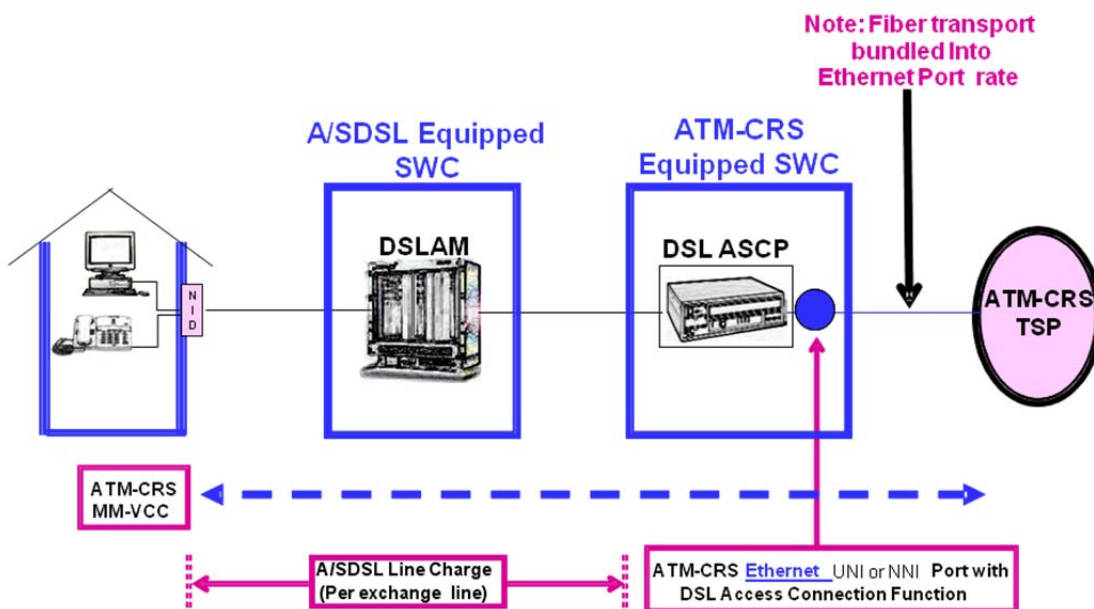 Note: Fiber transport
bundled Into
Ethernet Port rate
A/SDSL Equipped
SWC
ATM-CRS
Equipped SWC
DSLAM
DSL ASCP
NID
ATM-CRS
TSP
ATM-CRS
MM-VCC
A/SDSL Line Charge
(Per exchange line)
ATM-CRS Ethernet UNI or NNI Port with
DSL Access Connection Function